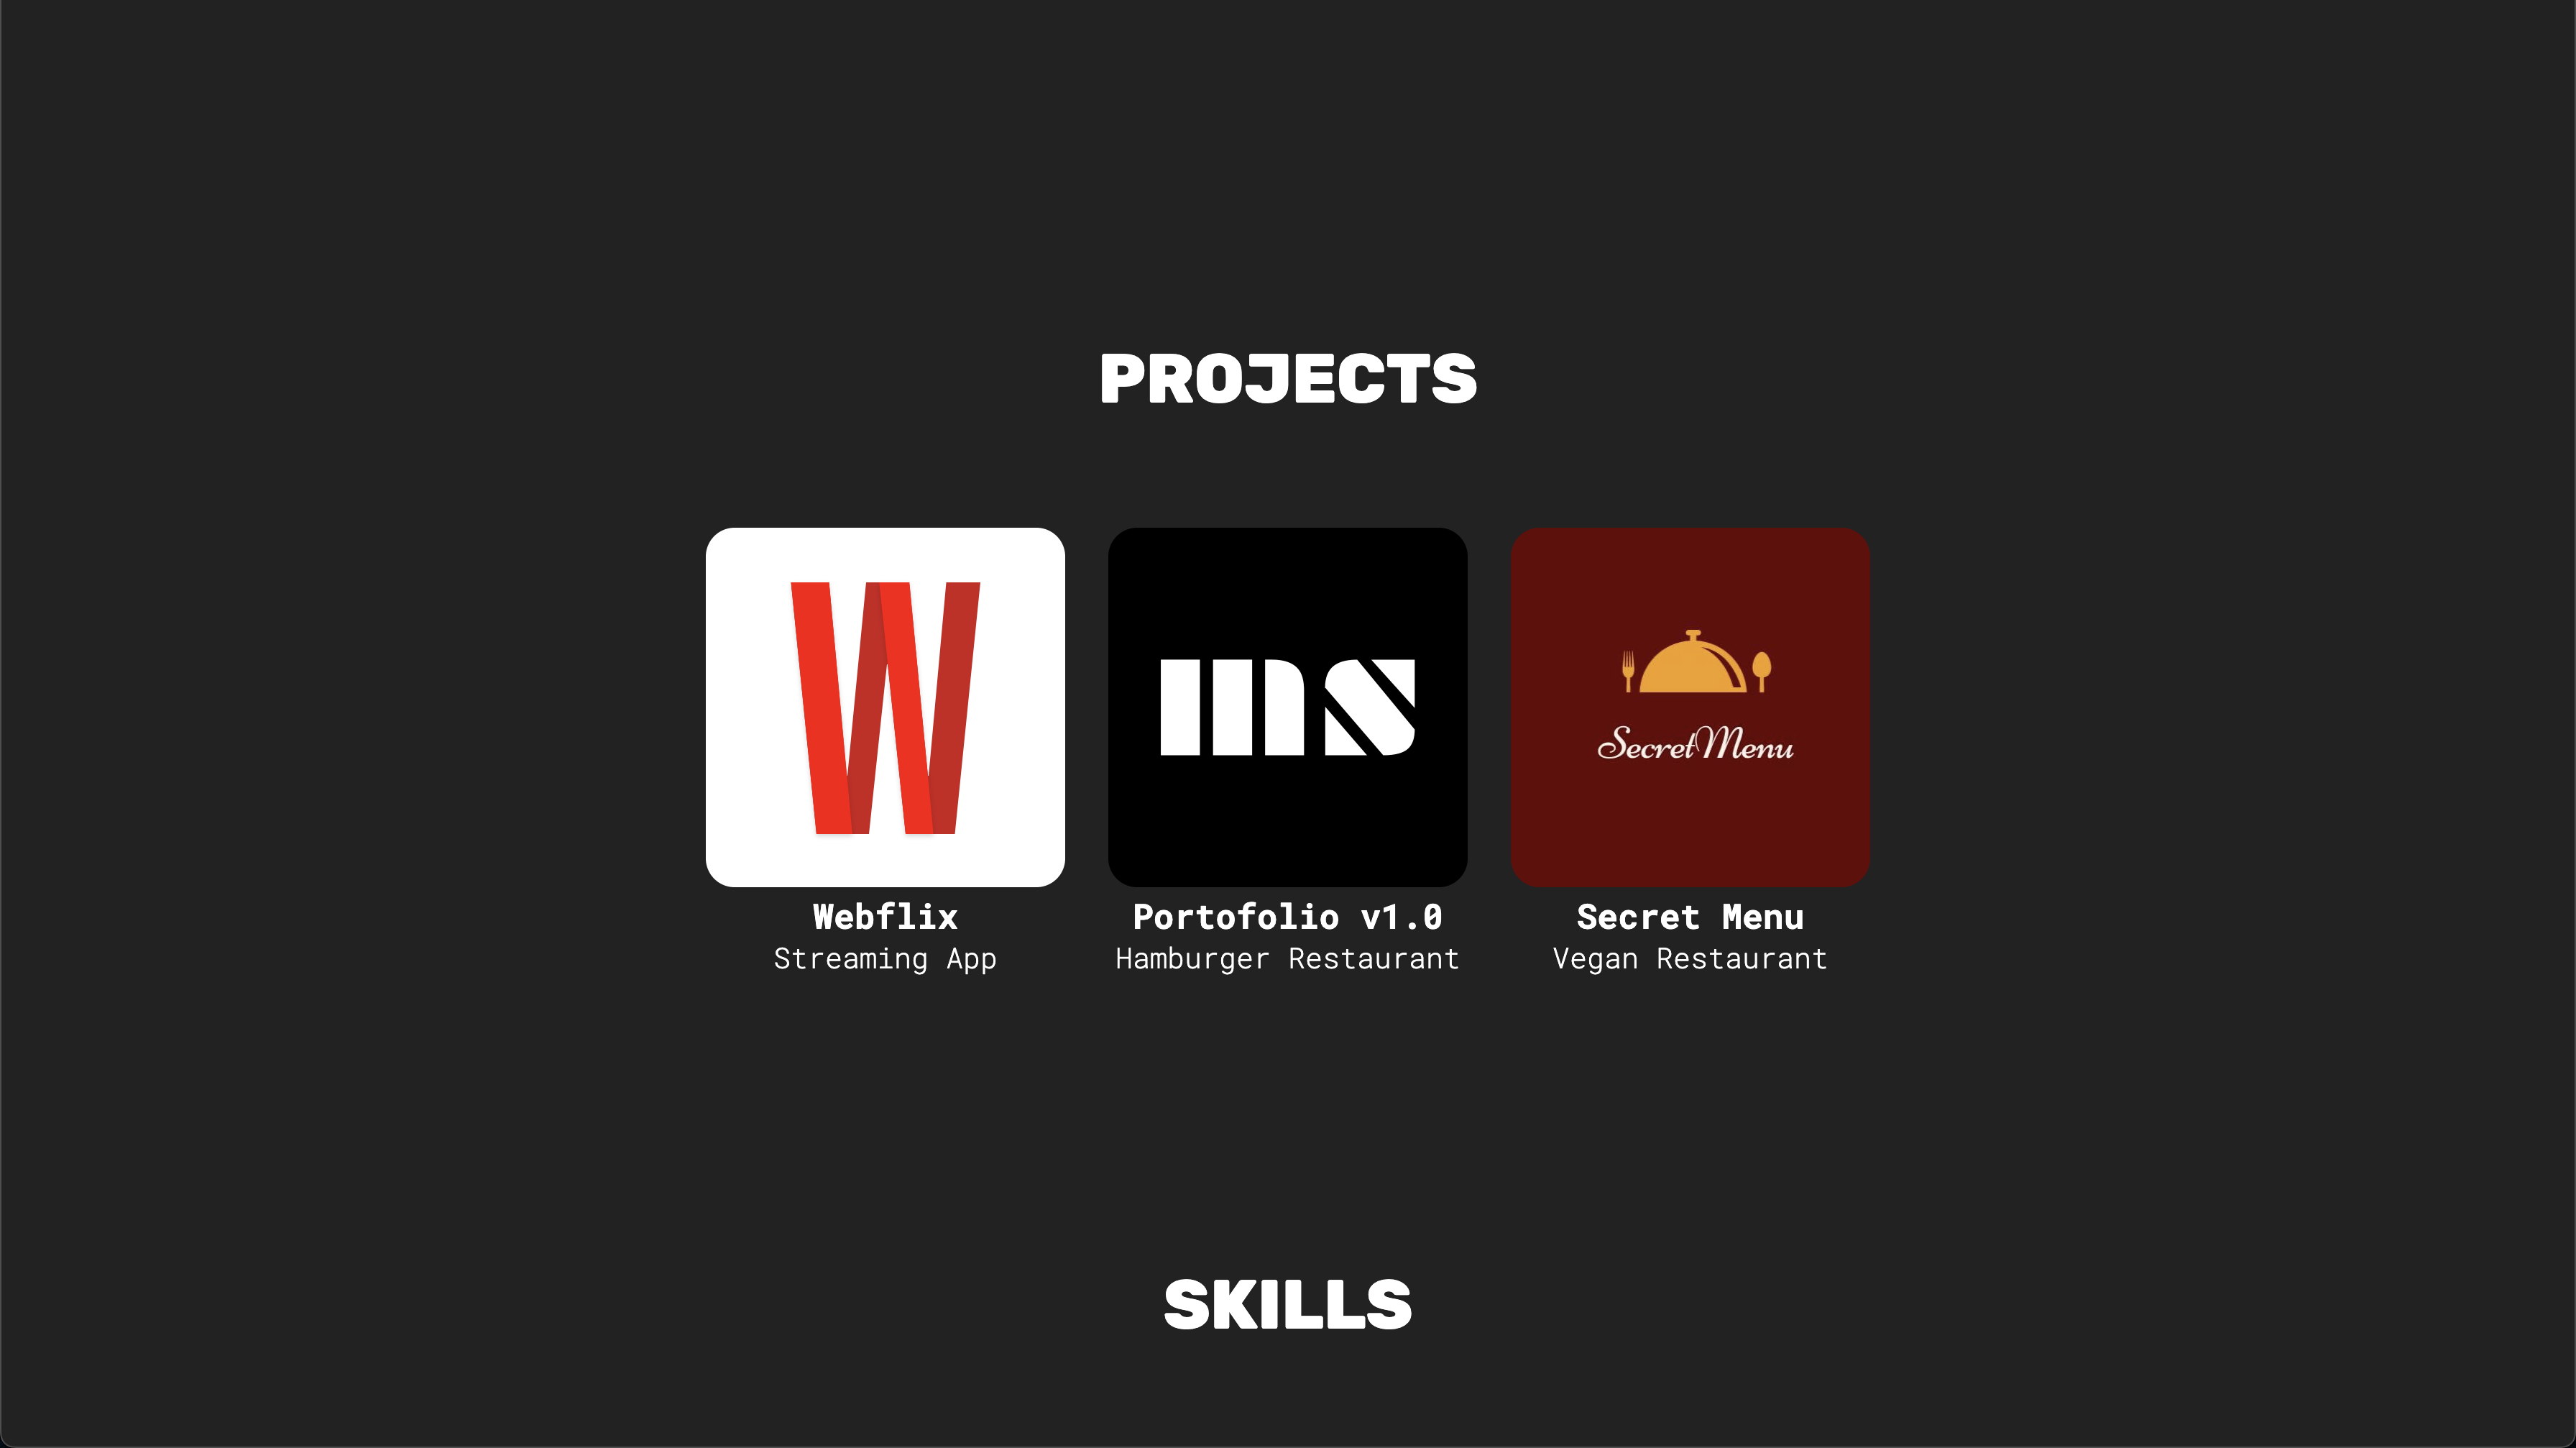 PROJECTS
W
ms
Secret Menu
Webflix
Streaming App
Portofolio v1.0
Hamburger Restaurant
Secret Menu
Vegan Restaurant
SKILLS